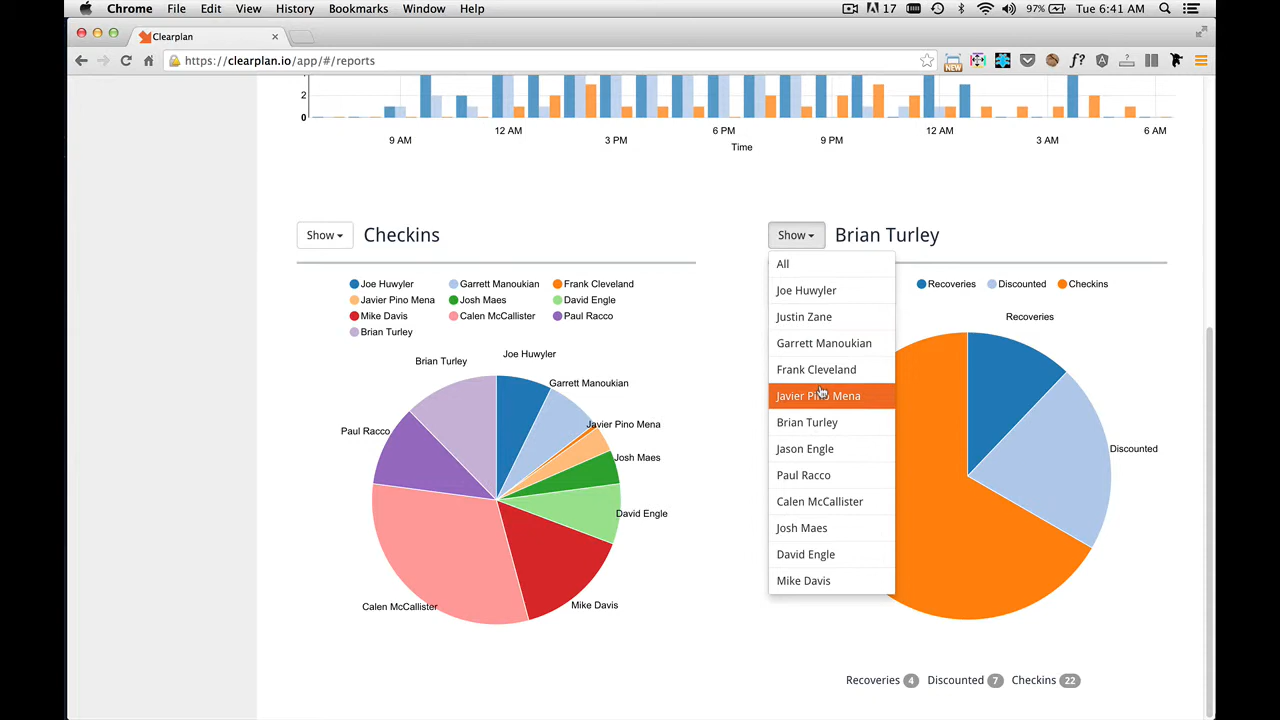 Chrome File Edit View History Bookmarks Window Help 17 97% Tue 6:41 AM
Clearplan
https://clearplan.io/app/#/reports
NEW
f?
2
0
12 AM 6 PM 12 AM 6 AM
9 AM 3 PM 9 PM 3 AM
Time
Show Checkins
Joe Huwyler Garrett Manoukian Frank Cleveland
Javier Pino Mena Josh Maes David Engle
Mike Davis Calen McCallister Paul Racco
Brian Turley
Joe Huwyler
Brian Turley
Garrett Manoukian
Javier Pino Mena
Paul Racco
Josh Maes
David Engle
Mike Davis
Calen McCallister
Show Brian Turley
All
Joe Huwyler
Justin Zane
Garrett Manoukian
Frank Cleveland
Javier Pino Mena
Brian Turley
Jason Engle
Paul Racco
Calen McCallister
Josh Maes
David Engle
Mike Davis
Recoveries Discounted Checkins
Recoveries
Discounted
Recoveries 4 Discounted 7 Checkins 22